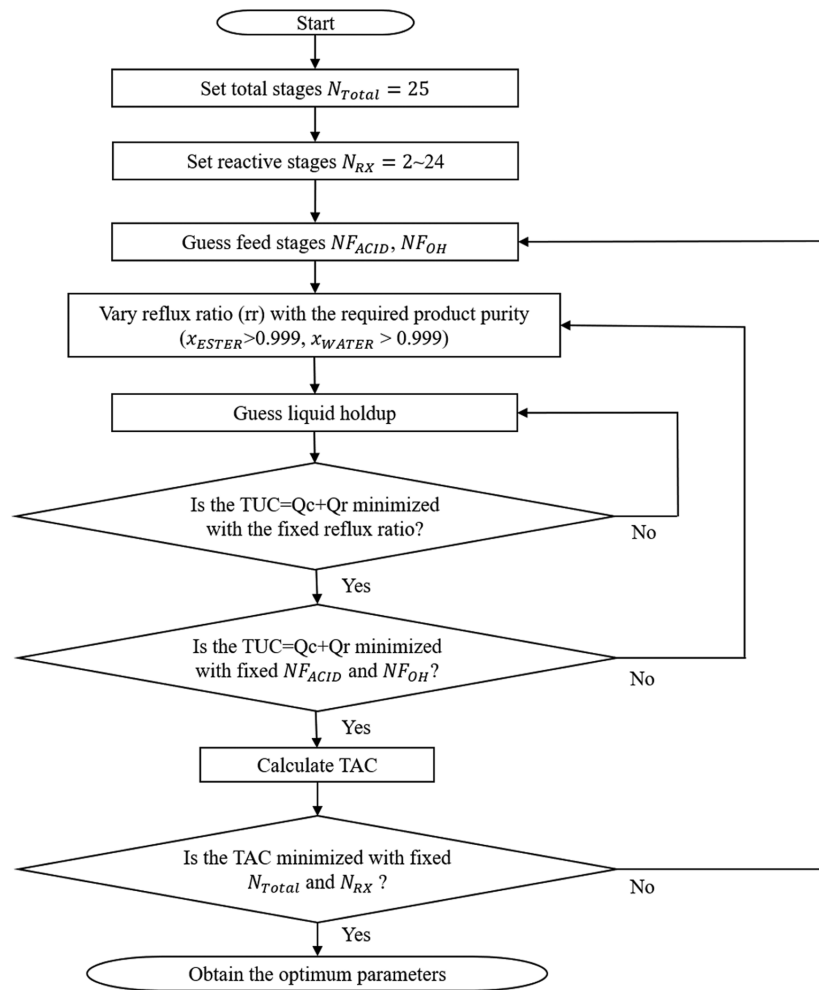 Start
Set total stages N_Total = 25
Set reactive stages N_RX = 2~24
Guess feed stages NF_ACID, NF_OH
Vary reflux ratio (rr) with the required product purity
(x_ESTER>0.999, x_WATER > 0.999)
Guess liquid holdup
Is the TUC=Qc+Qr minimized
with the fixed reflux ratio?
No
Yes
Is the TUC=Qc+Qr minimized
with fixed NF_ACID and NF_OH?
No
Yes
Calculate TAC
Is the TAC minimized with fixed
N_Total and N_RX ?
No
Yes
Obtain the optimum parameters